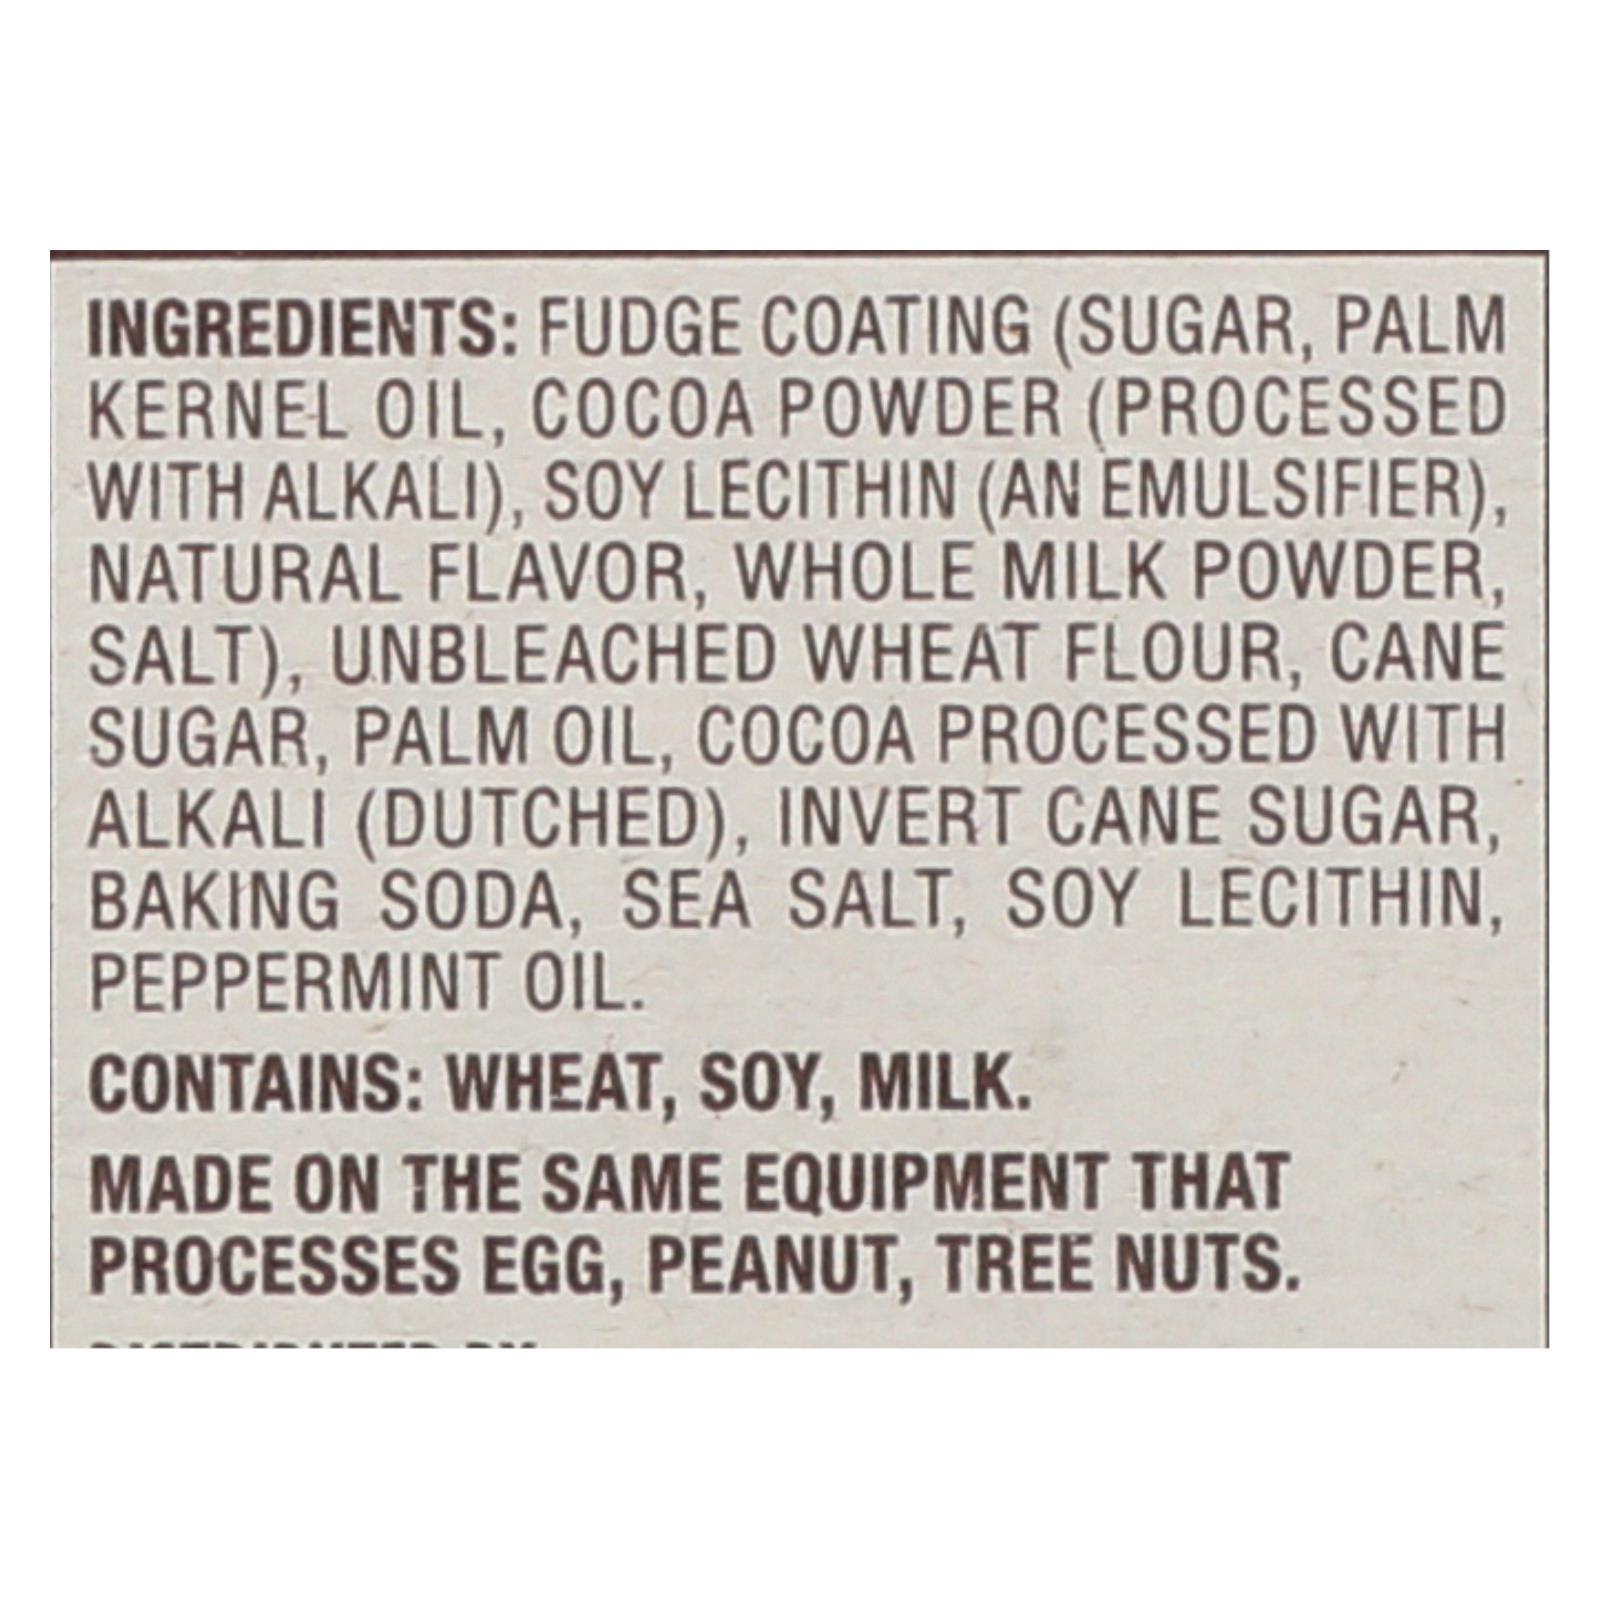 INGREDIENTS: FUDGE COATING (SUGAR, PALM
KERNEL OIL, COCOA POWDER (PROCESSED
WITH ALKALI), SOY LECITHIN (AN EMULSIFIER),
NATURAL FLAVOR, WHOLE MILK POWDER,
SALT), UNBLEACHED WHEAT FLOUR, CANE
SUGAR, PALM OIL, COCOA PROCESSED WITH
ALKALI (DUTCHED), INVERT CANE SUGAR,
BAKING SODA, SEA SALT, SOY LECITHIN,
PEPPERMINT OIL.
CONTAINS: WHEAT, SOY, MILK.
MADE ON THE SAME EQUIPMENT THAT
PROCESSES EGG, PEANUT, TREE NUTS.